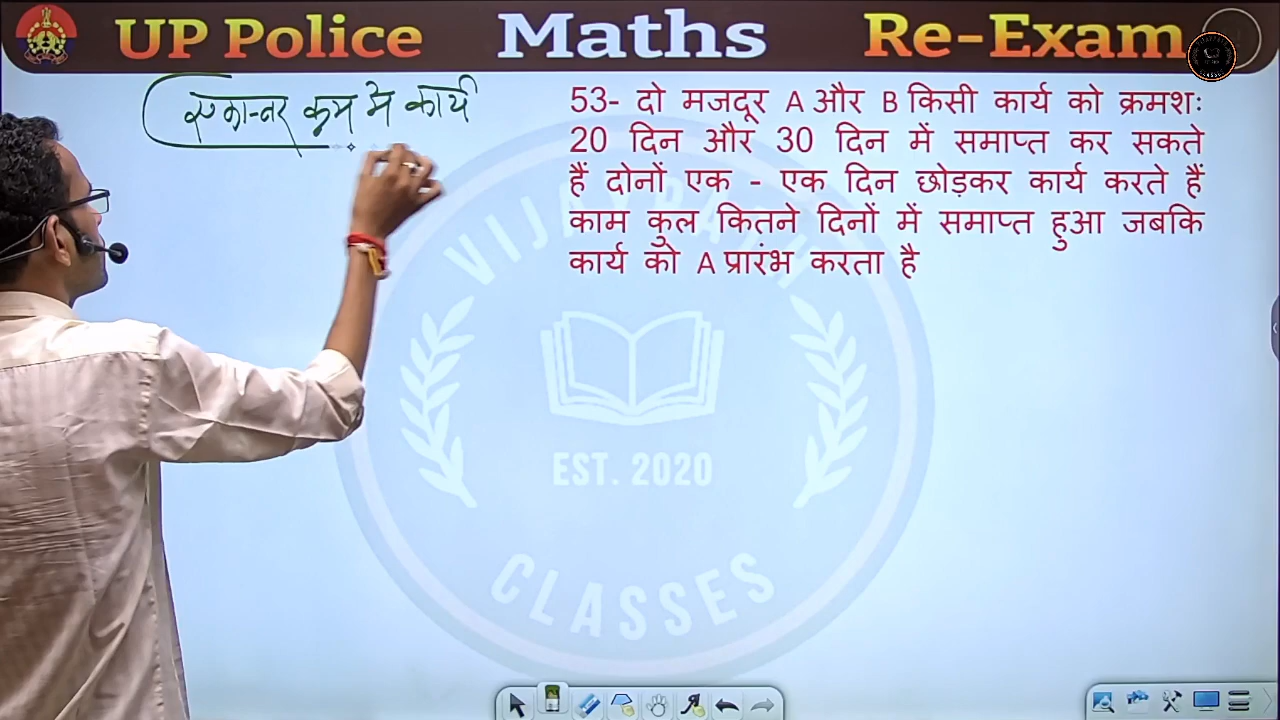 UP Police Maths Re-Exam
एकान्तर क्रम मे कार्य
53- दो मजदूर A और B किसी कार्य को क्रमशः
20 दिन और 30 दिन में समाप्त कर सकते
हैं दोनों एक - एक दिन छोड़कर कार्य करते हैं
काम कुल कितने दिनों में समाप्त हुआ जबकि
कार्य को A प्रारंभ करता है
EST. 2020
CLASSES